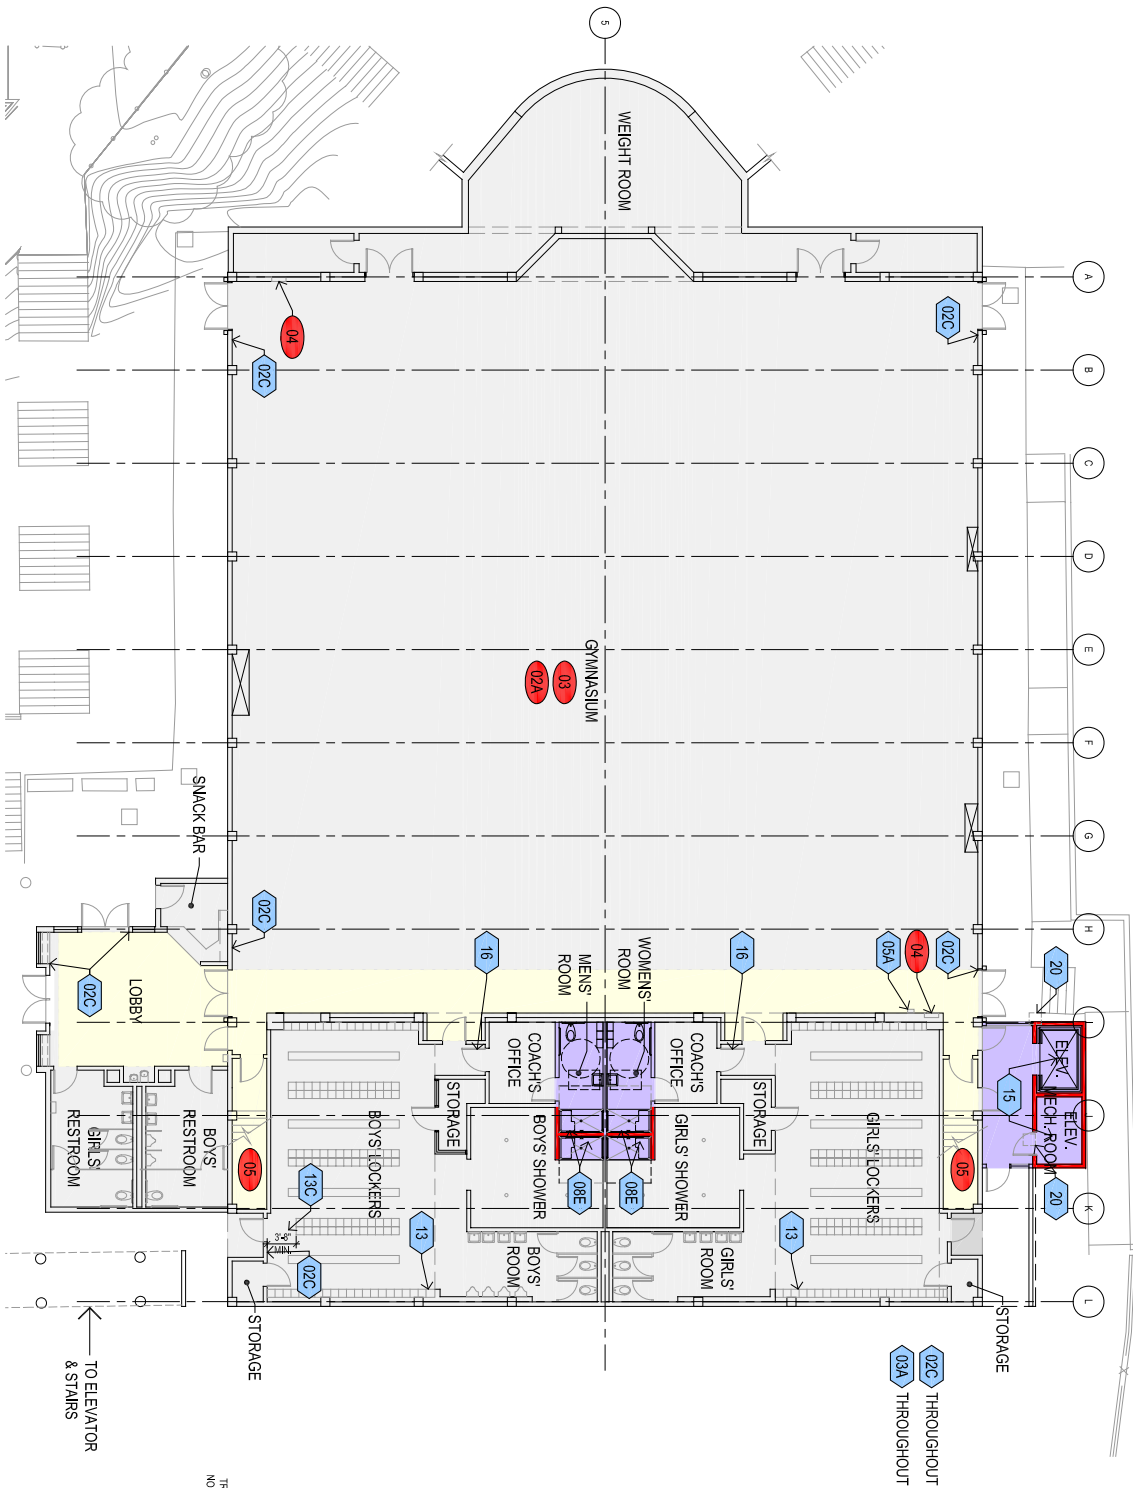 5
WEIGHT ROOM
A
04
02C
02C
B
C
D
E
GYMNASIUM
03
02A
F
SNACK BAR
G
02C
H
02C
04
05A
16
16
WOMENS'
ROOM
MENS'
ROOM
20
02C
LOBBY
COACH'S
OFFICE
COACH'S
OFFICE
ELEV.
15
ELEV.
MECH. ROOM
STORAGE
STORAGE
GIRLS'
RESTROOM
BOYS'
RESTROOM
05
BOYS' LOCKERS
BOYS' SHOWER
GIRLS' SHOWER
GIRLS' LOCKERS
05
08E
08E
20
K
13C
3'-8"
MIN.
02C
13
13
BOYS'
ROOM
GIRLS'
ROOM
L
STORAGE
STORAGE
TO ELEVATOR
& STAIRS
02C THROUGHOUT
03A THROUGHOUT
NO